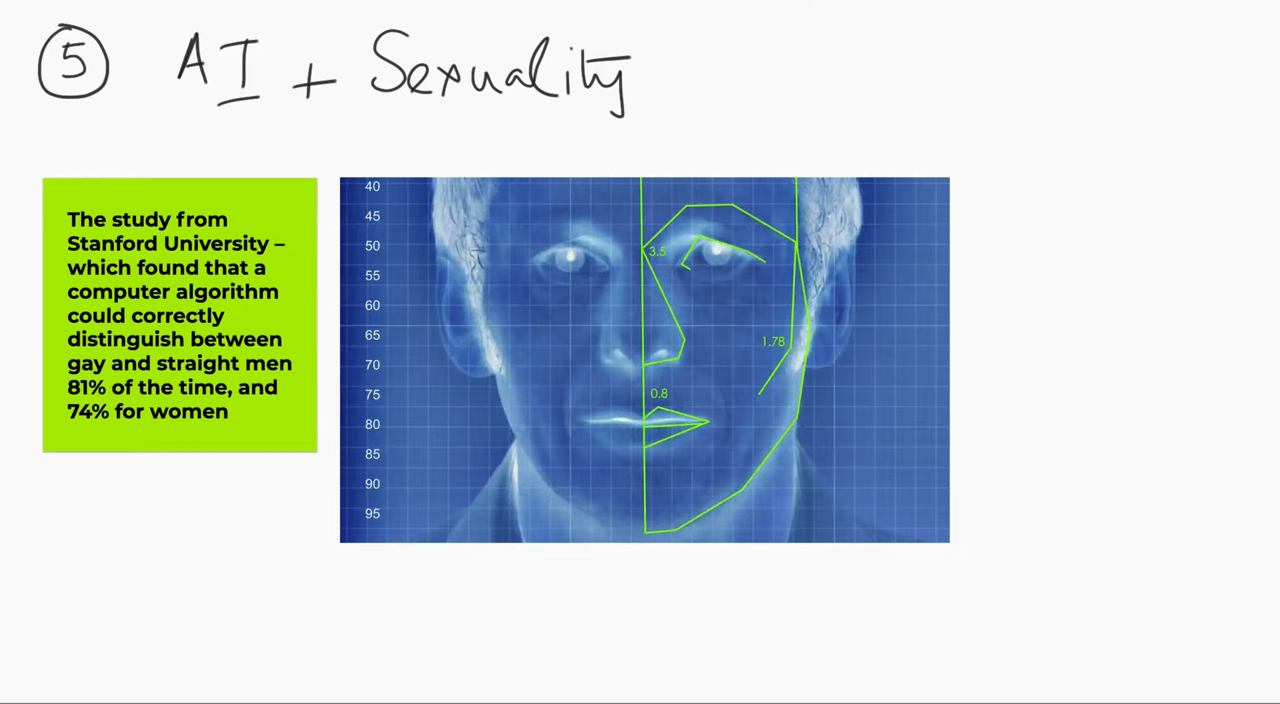 5 AI + Sexuality
The study from
Stanford University –
which found that a
computer algorithm
could correctly
distinguish between
gay and straight men
81% of the time, and
74% for women
40
45
50
55
60
65
70
75
80
85
90
95
3.5
1.78
0.8